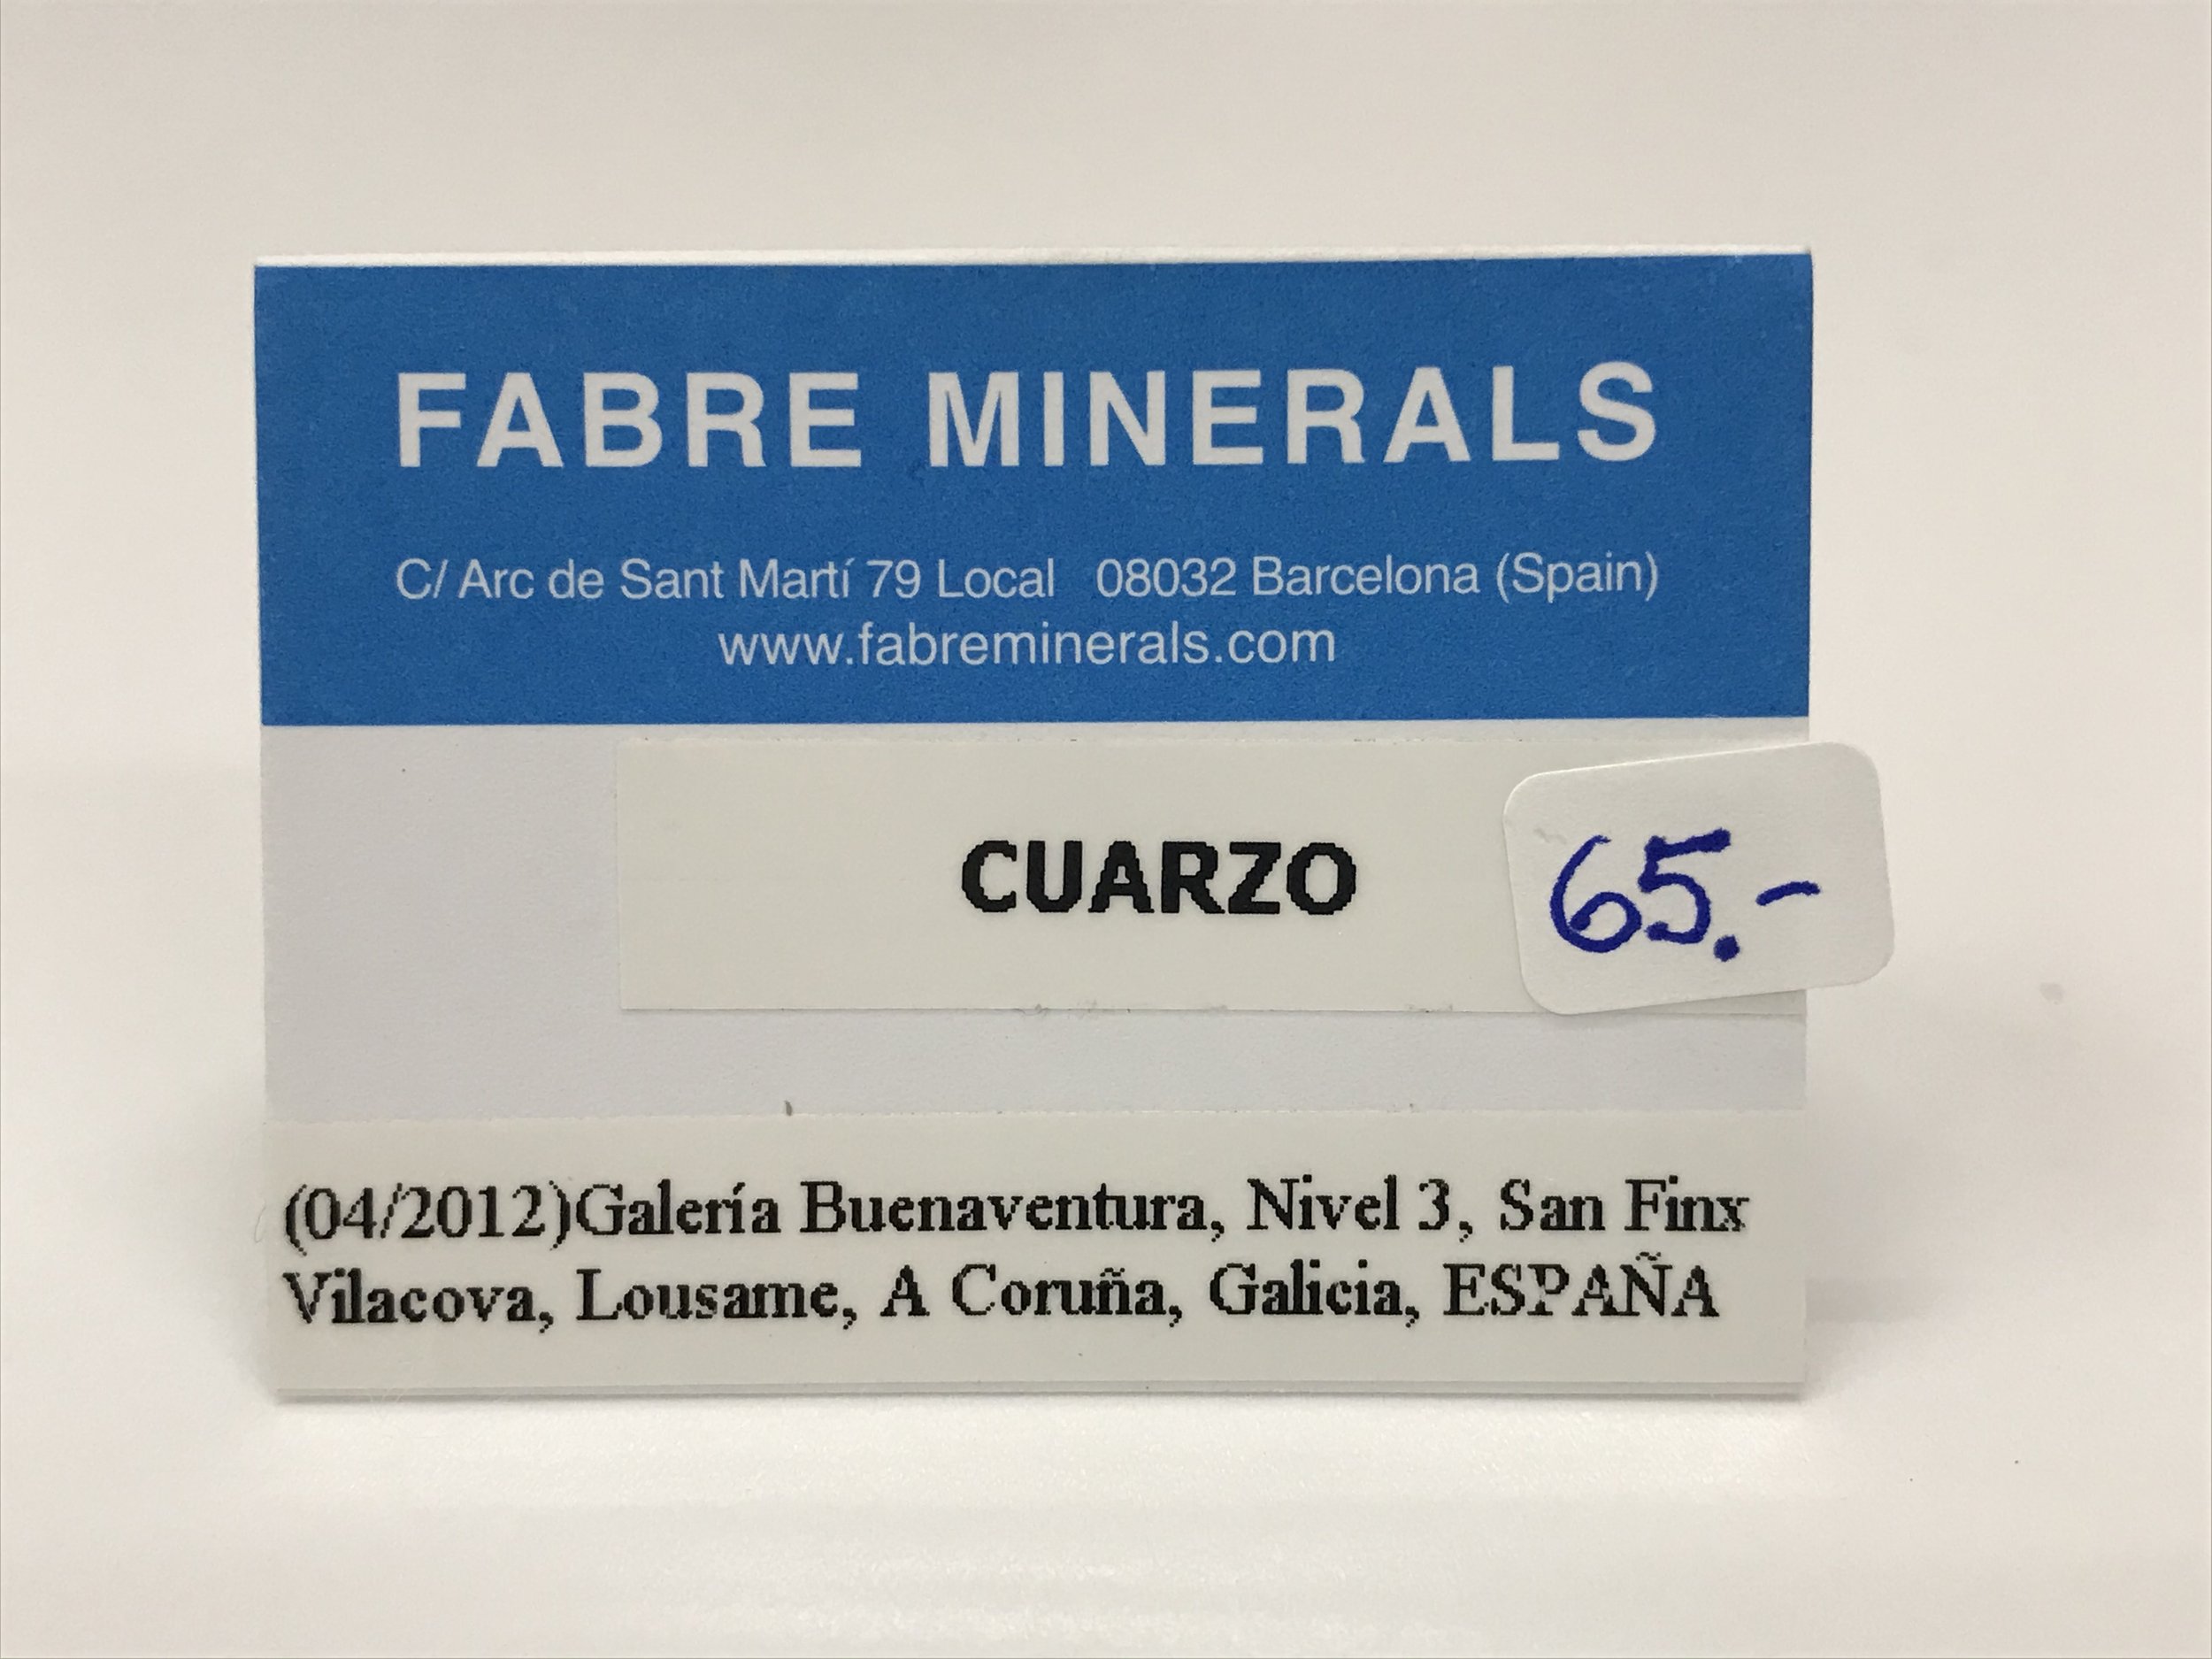 FABRE MINERALS
C/ Arc de Sant Martí 79 Local 08032 Barcelona (Spain)
www.fabreminerals.com
CUARZO
65.-
(04/2012)Galería Buenaventura, Nivel 3, San Finx
Vilacova, Lousame, A Coruña, Galicia, ESPAÑA